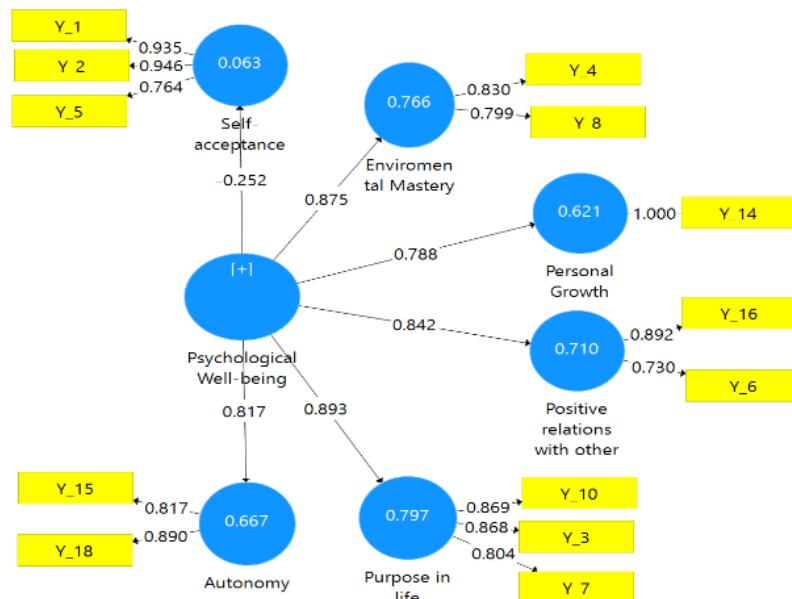 Y_1
0.935
Y 2
0.946
Y_5
0.764
0.063
Self-
acceptance
-0.252
0.766
Enviromen
tal Mastery
0.830
Y_4
0.799
Y 8
0.875
0.621
Personal
Growth
1.000
Y_14
0.788
[+]
Psychological
Well-being
0.842
0.710
Positive
relations
with other
0.892
Y_16
0.730
Y_6
0.817
0.893
Y_15
0.817
Y_18
0.890
0.667
Autonomy
0.797
Purpose in
life
0.869
Y_10
0.868
Y_3
0.804
Y_7